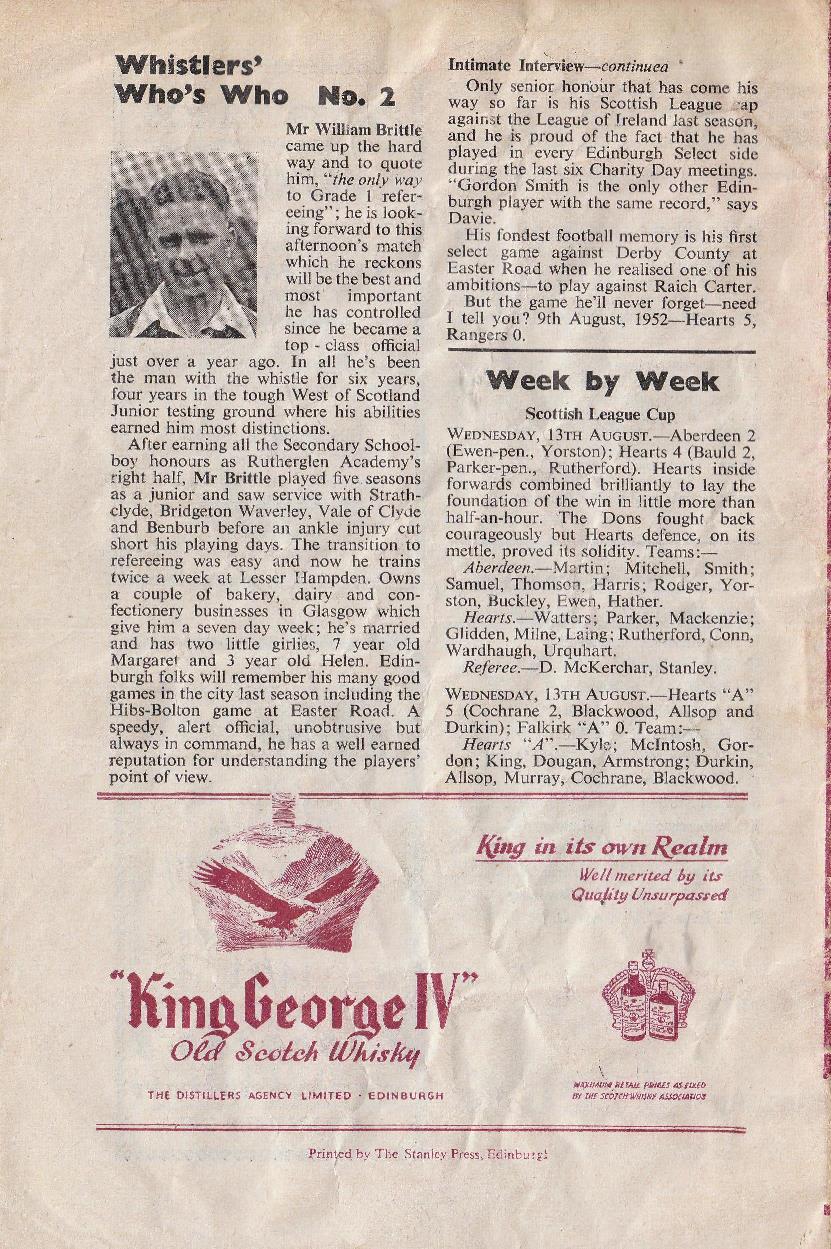 Whistlers'
Who's Who No. 2
Mr William Brittle
came up the hard
way and to quote
him, "the only way
to Grade 1 refer-
eeing"; he is look-
ing forward to this
afternoon's match
which he reckons
will be the best and
most important
he has controlled
since he became a
top - class official
just over a year ago. In all he's been
the man with the whistle for six years,
four years in the tough West of Scotland
Junior testing ground where his abilities
earned him most distinctions.
After earning all the Secondary School-
boy honours as Rutherglen Academy's
right half, Mr Brittle played five seasons
as a junior and saw service with Strath-
clyde, Bridgeton Waverley, Vale of Clyde
and Benburb before an ankle injury cut
short his playing days. The transition to
refereeing was easy and now he trains
twice a week at Lesser Hampden. Owns
a couple of bakery, dairy and con-
fectionery businesses in Glasgow which
give him a seven day week; he's married
and has two little girlies, 7 year old
Margaret and 3 year old Helen. Edin-
burgh folks will remember his many good
games in the city last season including the
Hibs-Bolton game at Easter Road. A
speedy, alert official, unobtrusive but
always in command, he has a well earned
reputation for understanding the players'
point of view.
Intimate Interview—continued
Only senior honour that has come his
way so far is his Scottish League cap
against the League of Ireland last season,
and he is proud of the fact that he has
played in every Edinburgh Select side
during the last six Charity Day meetings.
"Gordon Smith is the only other Edin-
burgh player with the same record," says
Davie.
His fondest football memory is his first
select game against Derby County at
Easter Road when he realised one of his
ambitions—to play against Raich Carter.
But the game he'll never forget—need
I tell you? 9th August, 1952—Hearts 5,
Rangers 0.
Week by Week
Scottish League Cup
WEDNESDAY, 13TH AUGUST.—Aberdeen 2
(Ewen-pen., Yorston); Hearts 4 (Bauld 2,
Parker-pen., Rutherford). Hearts inside
forwards combined brilliantly to lay the
foundation of the win in little more than
half-an-hour. The Dons fought back
courageously but Hearts defence, on its
mettle, proved its solidity. Teams:—
Aberdeen.—Martin; Mitchell, Smith;
Samuel, Thomson, Harris; Rodger, Yor-
ston, Buckley, Ewen, Hather.
Hearts.—Watters; Parker, Mackenzie;
Glidden, Milne, Laing; Rutherford, Conn,
Wardhaugh, Urquhart.
Referee.—D. McKerchar, Stanley.
WEDNESDAY, 13TH AUGUST.—Hearts "A"
5 (Cochrane 2, Blackwood, Allsop and
Durkin); Falkirk "A" 0. Team:—
Hearts "A".—Kyle; McIntosh, Gor-
don; King, Dougan, Armstrong; Durkin,
Allsop, Murray, Cochrane, Blackwood.
King in its own Realm
Well merited by its
Quality Unsurpassed
"King George IV"
Old Scotch Whisky
THE DISTILLERS AGENCY LIMITED · EDINBURGH
MAXIMUM RETAIL PRICES AS FIXED
BY THE SCOTCH WHISKY ASSOCIATION
Printed by The Stanley Press, Edinburgh